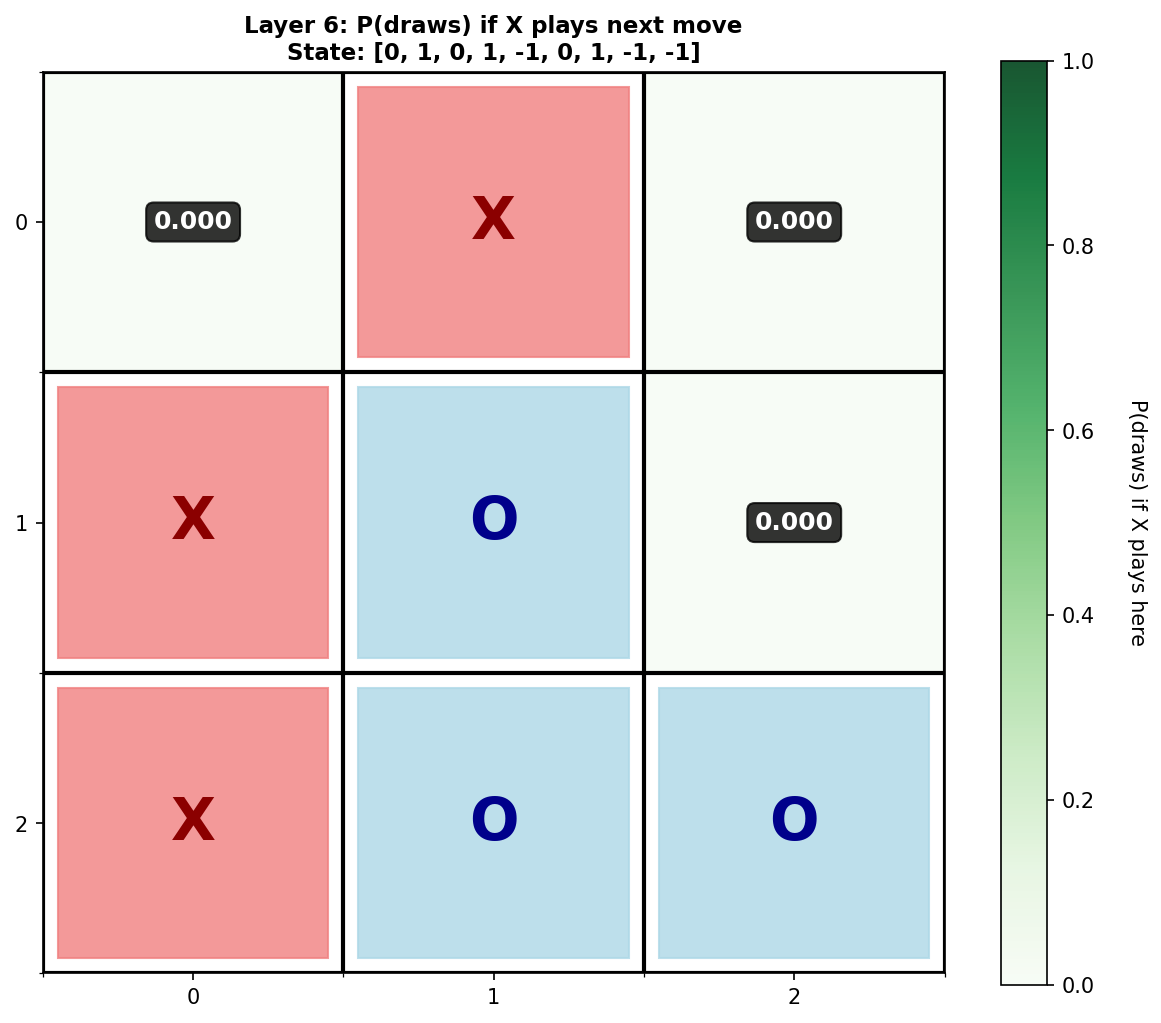 Layer 6: P(draws) if X plays next move
State: [0, 1, 0, 1, -1, 0, 1, -1, -1]
0
0.000
X
0.000
1
X
O
0.000
2
X
O
O
0
1
2
1.0
0.8
0.6
0.4
0.2
0.0
P(draws) if X plays here